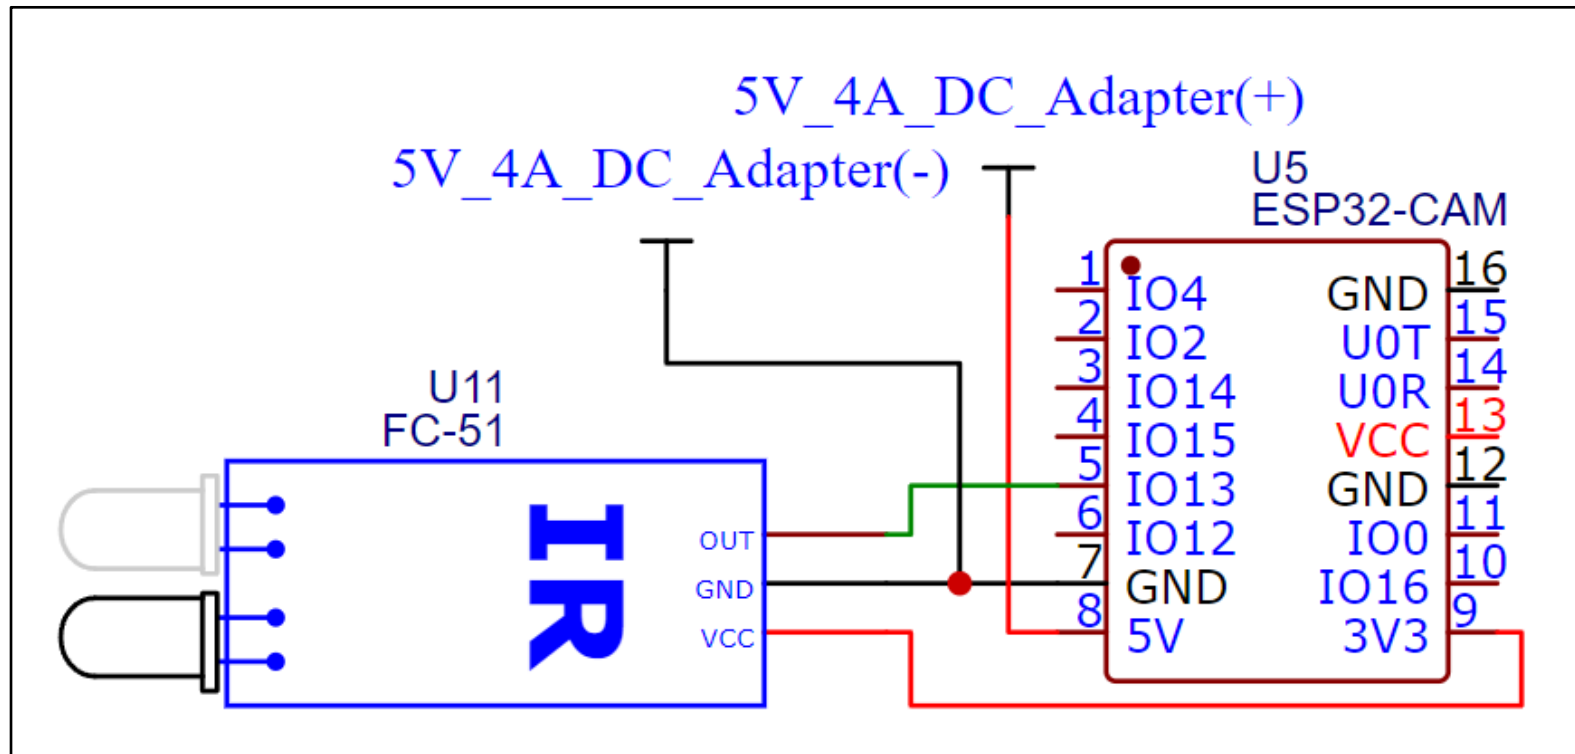 5V_4A_DC_Adapter(+)
5V_4A_DC_Adapter(-)
U5
ESP32-CAM
1 IO4
2 IO2
3 IO14
4 IO15
5 IO13
6 IO12
7 GND
8 5V
GND 16
U0T 15
U0R 14
VCC 13
GND 12
IO0 11
IO16 10
3V3 9
U11
FC-51
IR
OUT
GND
VCC